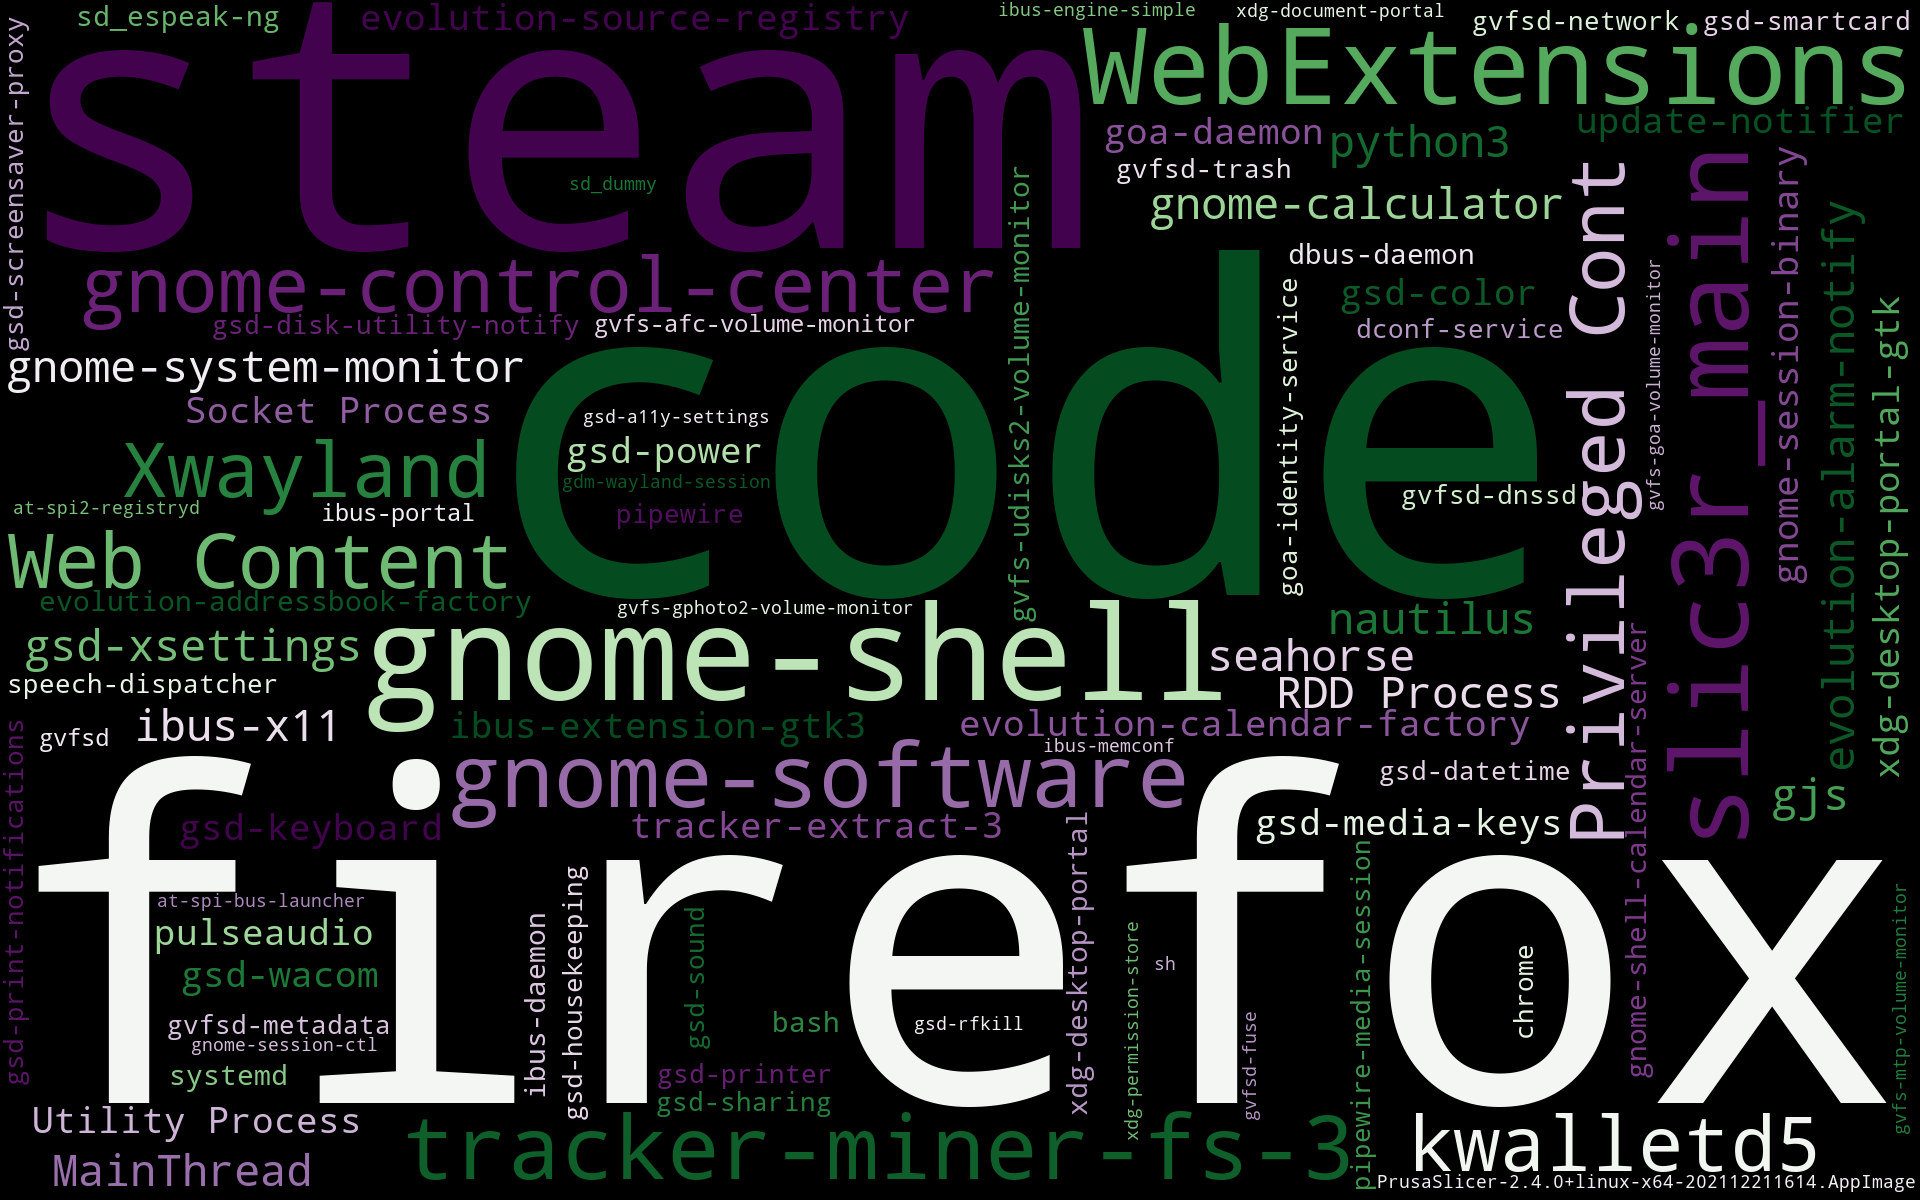 sd_espeak-ng
evolution-source-registry
ibus-engine-simple
xdg-document-portal
gvfsd-network
gsd-smartcard
gsd-screensaver-proxy
steam
WebExtensions
goa-daemon
python3
update-notifier
gvfsd-trash
sd_dummy
gnome-calculator
gvfs-udisks2-volume-monitor
dbus-daemon
gnome-control-center
gsd-color
gsd-disk-utility-notify
gvfs-afc-volume-monitor
dconf-service
goa-identity-service
Privileged Cont
gvfs-goa-volume-monitor
slic3r_main
gnome-session-binary
evolution-alarm-notify
xdg-desktop-portal-gtk
gnome-system-monitor
Socket Process
code
gsd-a11y-settings
gsd-power
Xwayland
gdm-wayland-session
gvfsd-dnssd
at-spi2-registryd
ibus-portal
pipewire
Web Content
evolution-addressbook-factory
gvfs-gphoto2-volume-monitor
nautilus
gsd-xsettings
gnome-shell
seahorse
speech-dispatcher
RDD Process
gvfsd
ibus-x11
ibus-extension-gtk3
evolution-calendar-factory
ibus-memconf
gnome-shell-calendar-server
gsd-print-notifications
gnome-software
gsd-datetime
gjs
gsd-keyboard
tracker-extract-3
gsd-media-keys
firefox
at-spi-bus-launcher
pulseaudio
gsd-wacom
gvfsd-metadata
gnome-session-ctl
systemd
ibus-daemon
gsd-housekeeping
gsd-sound
bash
gsd-rfkill
xdg-desktop-portal
xdg-permission-store
sh
gvfsd-fuse
pipewire-media-session
chrome
gvfs-mtp-volume-monitor
gsd-printer
gsd-sharing
Utility Process
MainThread
tracker-miner-fs-3
kwalletd5
PrusaSlicer-2.4.0+linux-x64-202112211614.AppImage